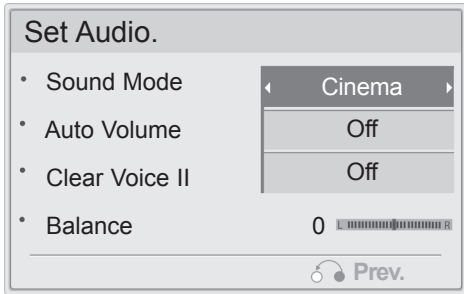 Set Audio.
• Sound Mode Cinema
• Auto Volume Off
• Clear Voice II Off
• Balance 0 L R
Prev.